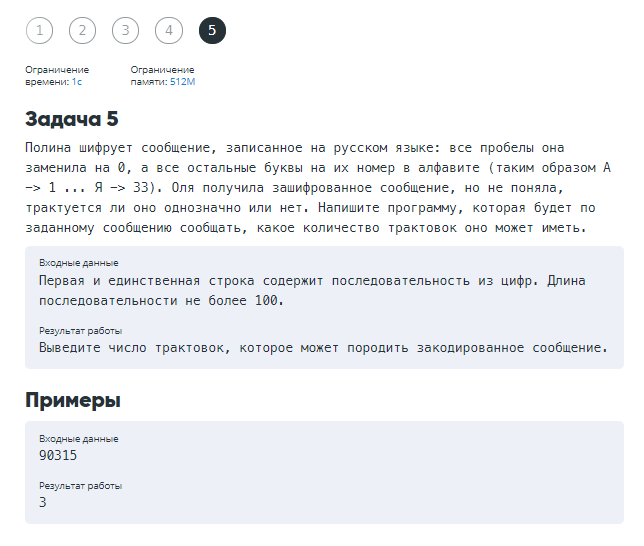 1 2 3 4 5
Ограничение Ограничение
времени: 1с памяти: 512М
Задача 5
Полина шифрует сообщение, записанное на русском языке: все пробелы она
заменила на 0, а все остальные буквы на их номер в алфавите (таким образом А
-> 1 ... Я -> 33). Оля получила зашифрованное сообщение, но не поняла,
трактуется ли оно однозначно или нет. Напишите программу, которая будет по
заданному сообщению сообщать, какое количество трактовок оно может иметь.
Входные данные
Первая и единственная строка содержит последовательность из цифр. Длина
последовательности не более 100.
Результат работы
Выведите число трактовок, которое может породить закодированное сообщение.
Примеры
Входные данные
90315
Результат работы
3